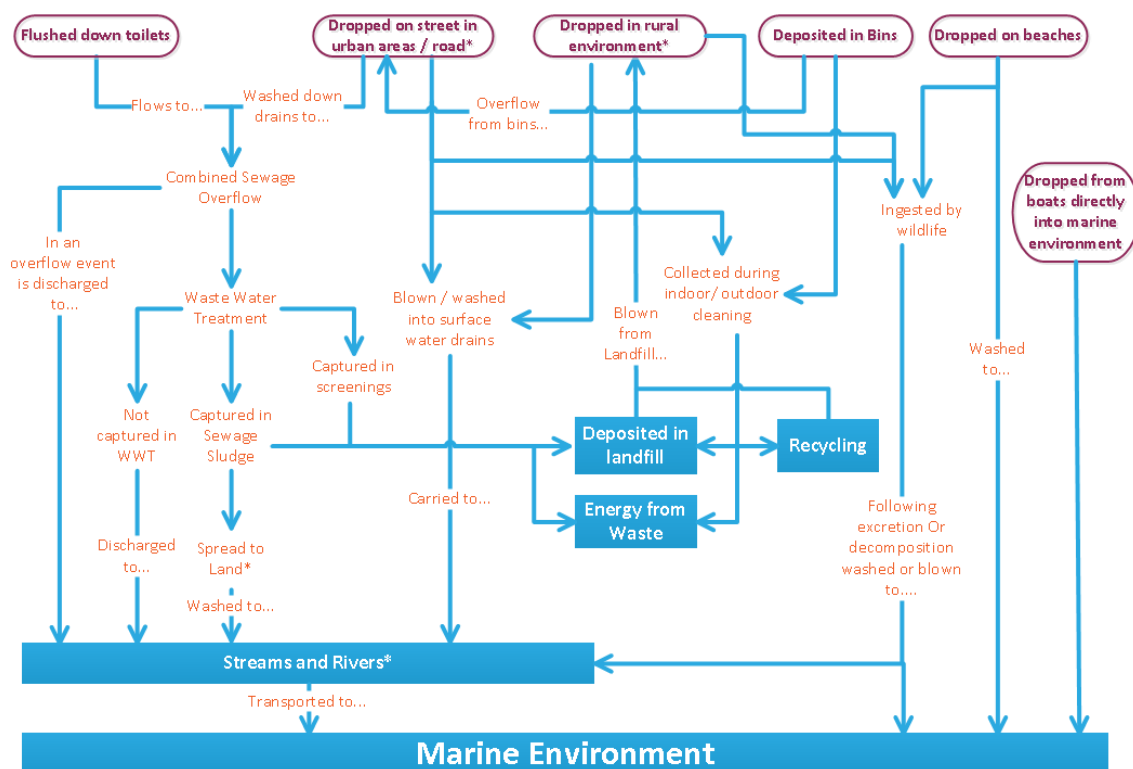 Flushed down toilets
Dropped on street in
urban areas / road*
Dropped in rural
environment*
Deposited in Bins
Dropped on beaches
Flows to...
Washed down
drains to...
Overflow
from bins...
Combined Sewage
Overflow
Dropped from
boats directly
into marine
environment
Ingested by
wildlife
In an
overflow event
is discharged
to...
Waste Water
Treatment
Blown / washed
into surface
water drains
Blown
from
Landfill...
Collected during
indoor/ outdoor
cleaning
Captured in
screenings
Washed
to...
Not
captured in
WWT
Captured in
Sewage
Sludge
Deposited in
landfill
Recycling
Carried to...
Energy from
Waste
Following
excretion Or
decomposition
washed or blown
to....
Discharged
to...
Spread to
Land*
Washed to...
Streams and Rivers*
Transported to...
Marine Environment